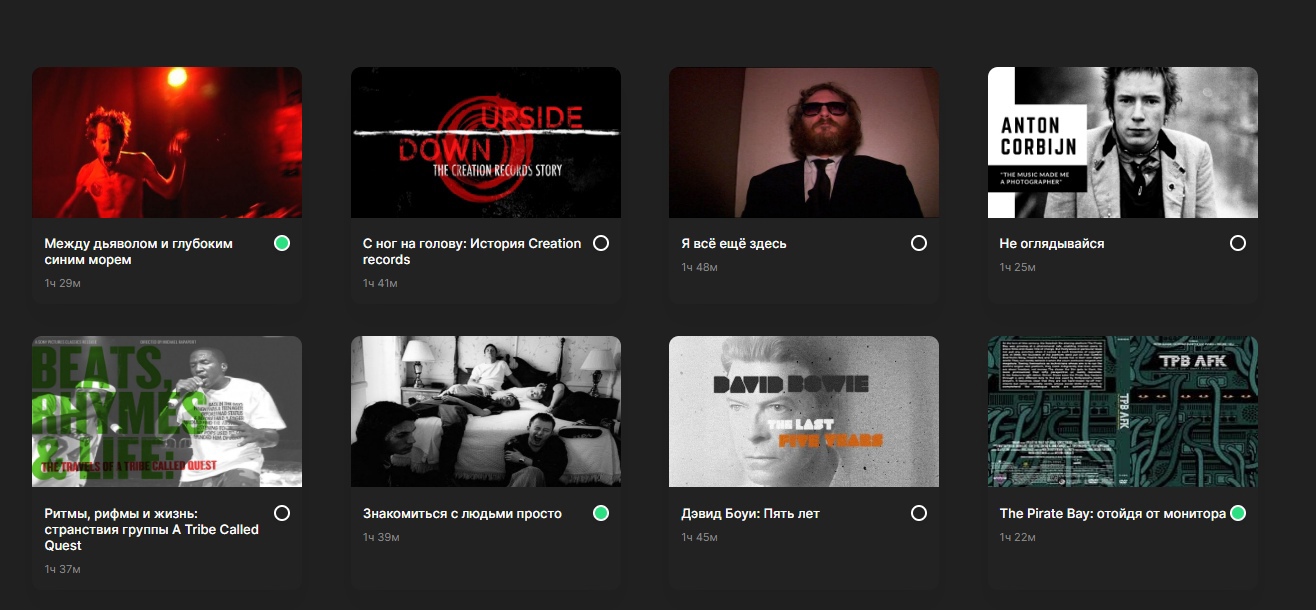 UPSIDE
DOWN
THE CREATION RECORDS STORY
ANTON
CORBIJN
"THE MUSIC MADE ME
A PHOTOGRAPHER"
Между дьяволом и глубоким
синим морем
1ч 29м
С ног на голову: История Creation
records
1ч 41м
Я всё ещё здесь
1ч 48м
Не оглядывайся
1ч 25м
BEATS,
RHYMES
& LIFE:
THE TRAVELS OF A TRIBE CALLED QUEST
DAVID BOWIE
THE LAST
FIVE YEARS
TPB AFK
TPB AFK
Ритмы, рифмы и жизнь:
странствия группы A Tribe Called
Quest
1ч 37м
Знакомиться с людьми просто
1ч 39м
Дэвид Боуи: Пять лет
1ч 45м
The Pirate Bay: отойдя от монитора
1ч 22м